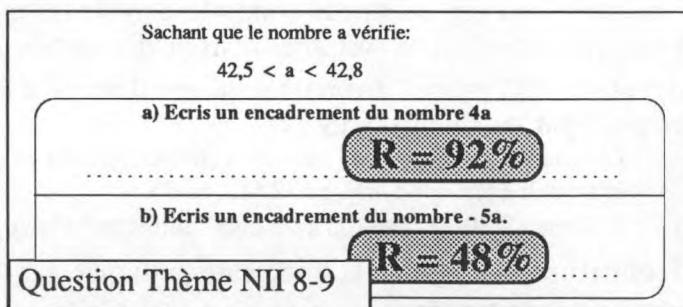 Sachant que le nombre a vérifie:
42,5 < a < 42,8
a) Ecris un encadrement du nombre 4a
R = 92%
b) Ecris un encadrement du nombre - 5a.
R = 48%
Question Thème NII 8-9